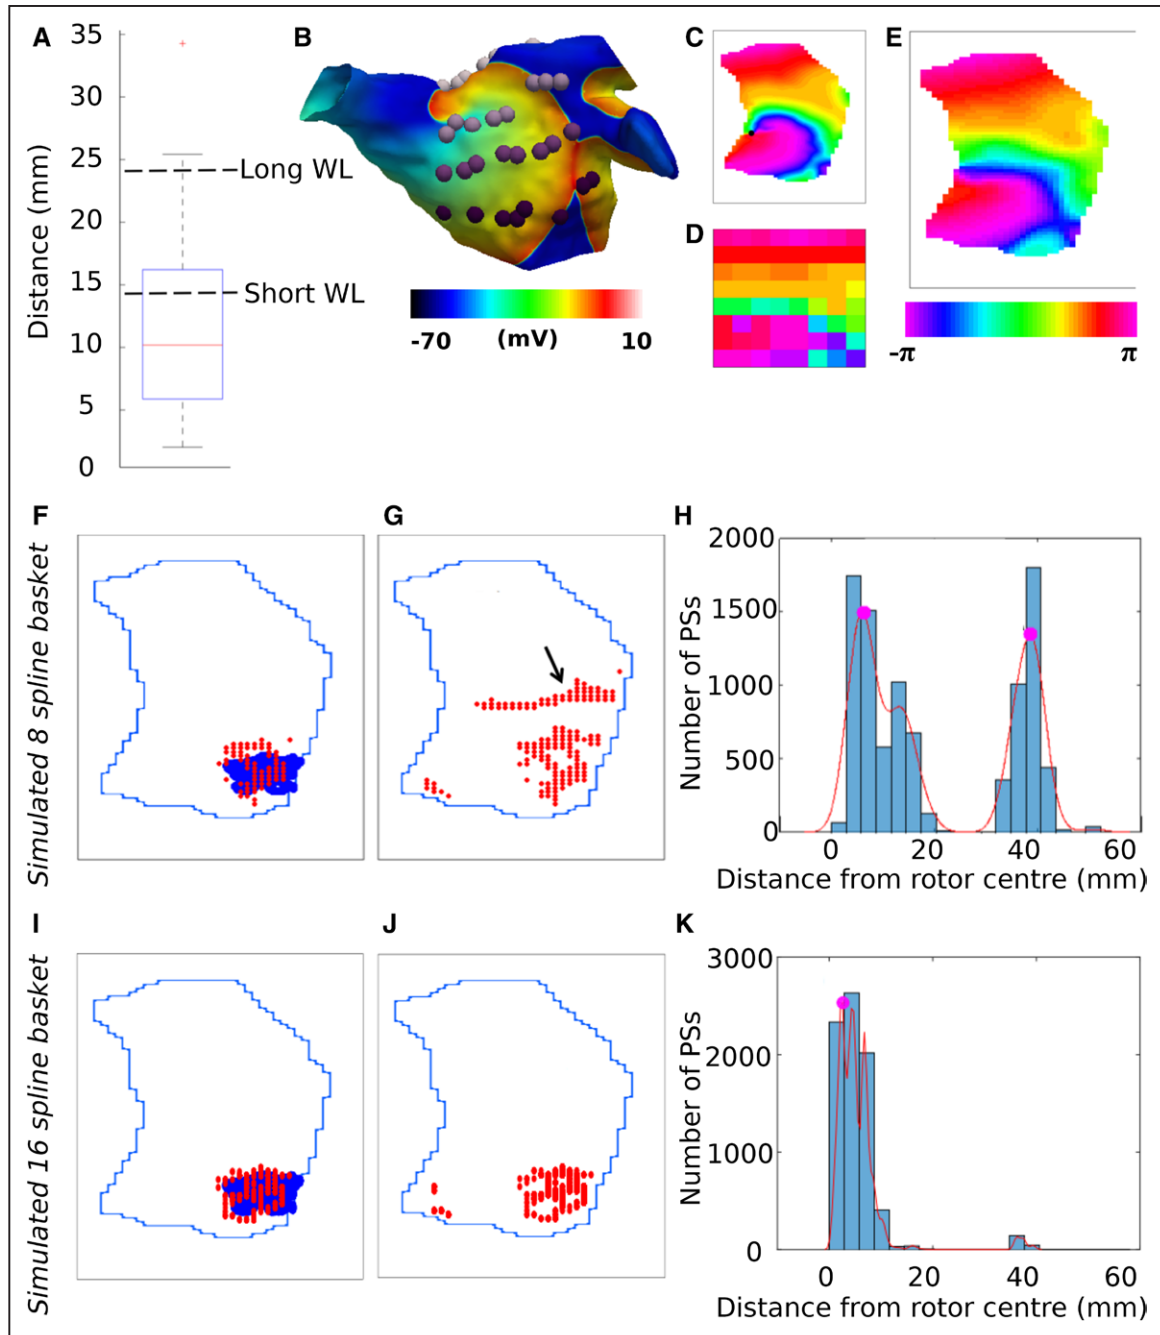 A
35
30
25
20
15
10
5
0
Distance (mm)
Long WL
Short WL
B
-70 (mV) 10
C
D
E
-π π
F
G
H
Simulated 8 spline basket
2000
1500
1000
500
0
Number of PSs
0 20 40 60
Distance from rotor centre (mm)
I
J
K
Simulated 16 spline basket
3000
2000
1000
0
Number of PSs
0 20 40 60
Distance from rotor centre (mm)